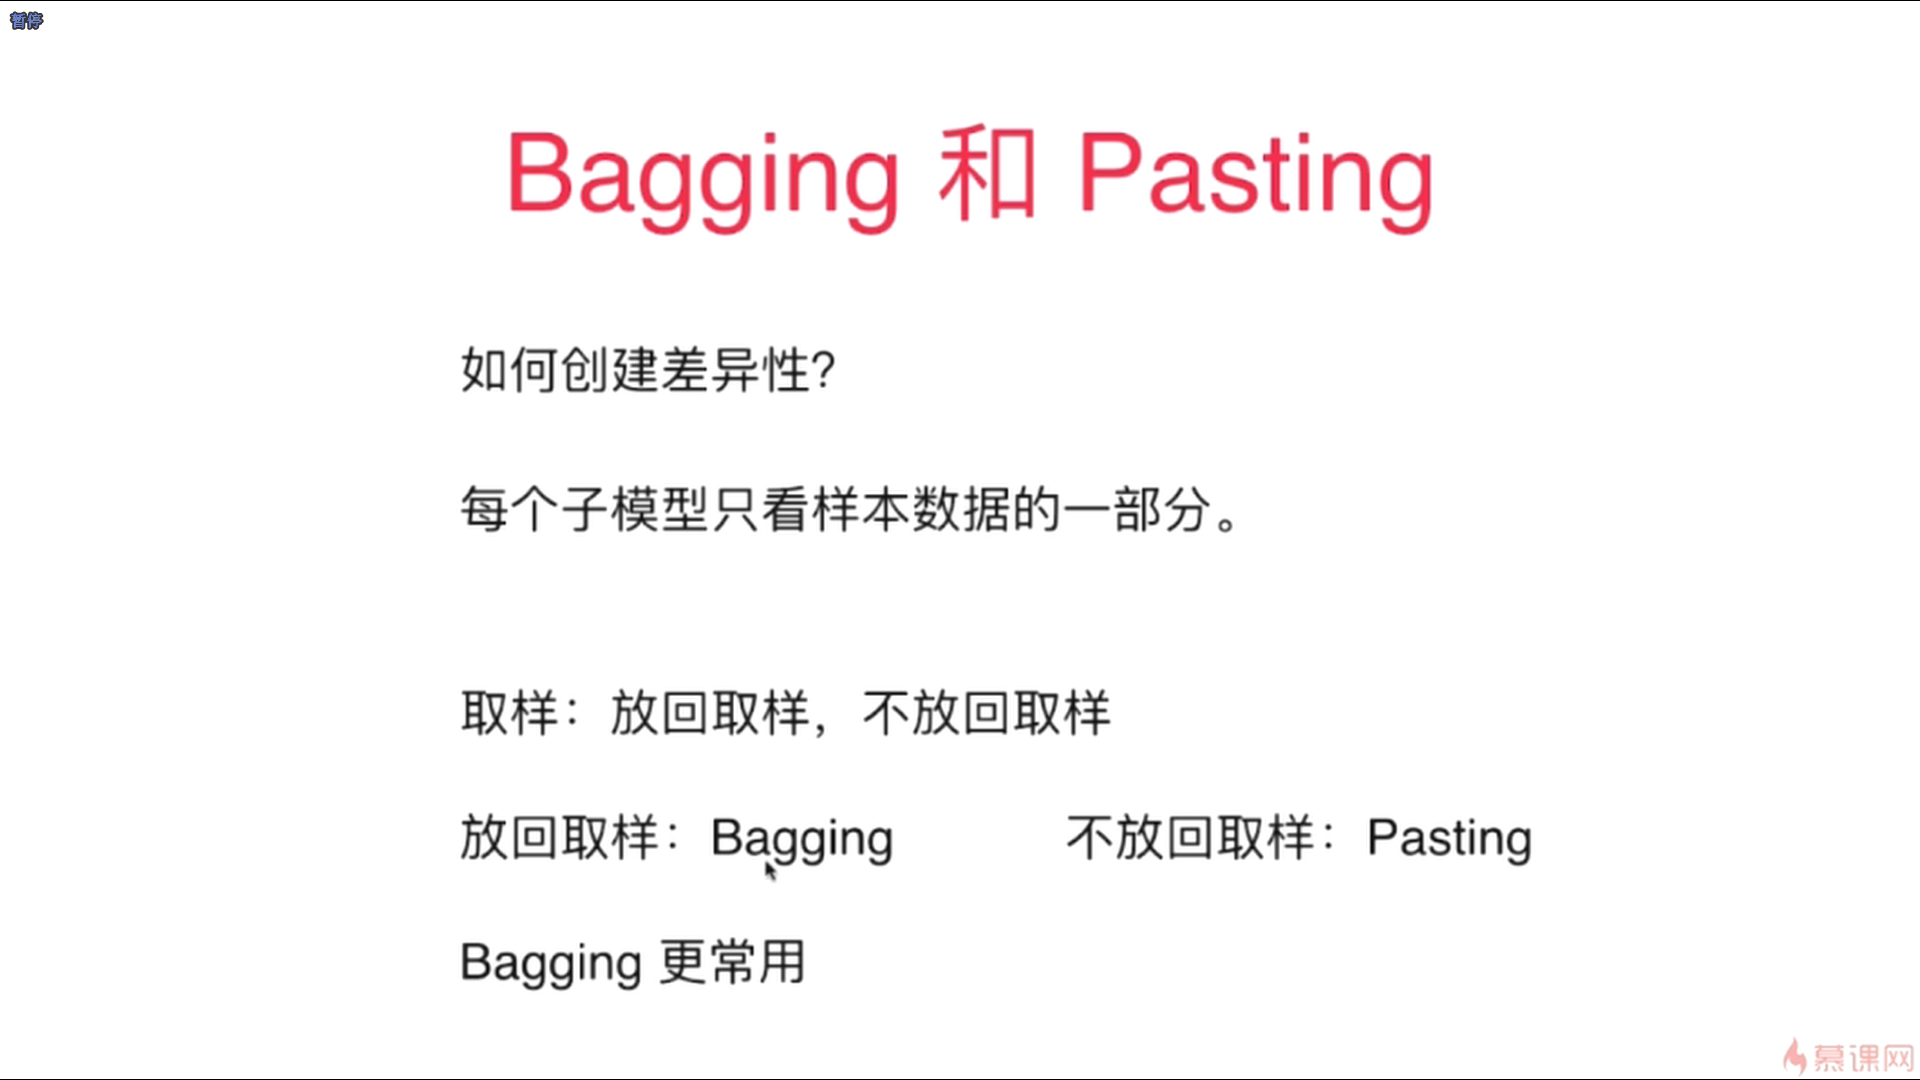 暂停
Bagging 和 Pasting
如何创建差异性？
每个子模型只看样本数据的一部分。
取样：放回取样，不放回取样
放回取样：Bagging 不放回取样：Pasting
Bagging 更常用
慕课网